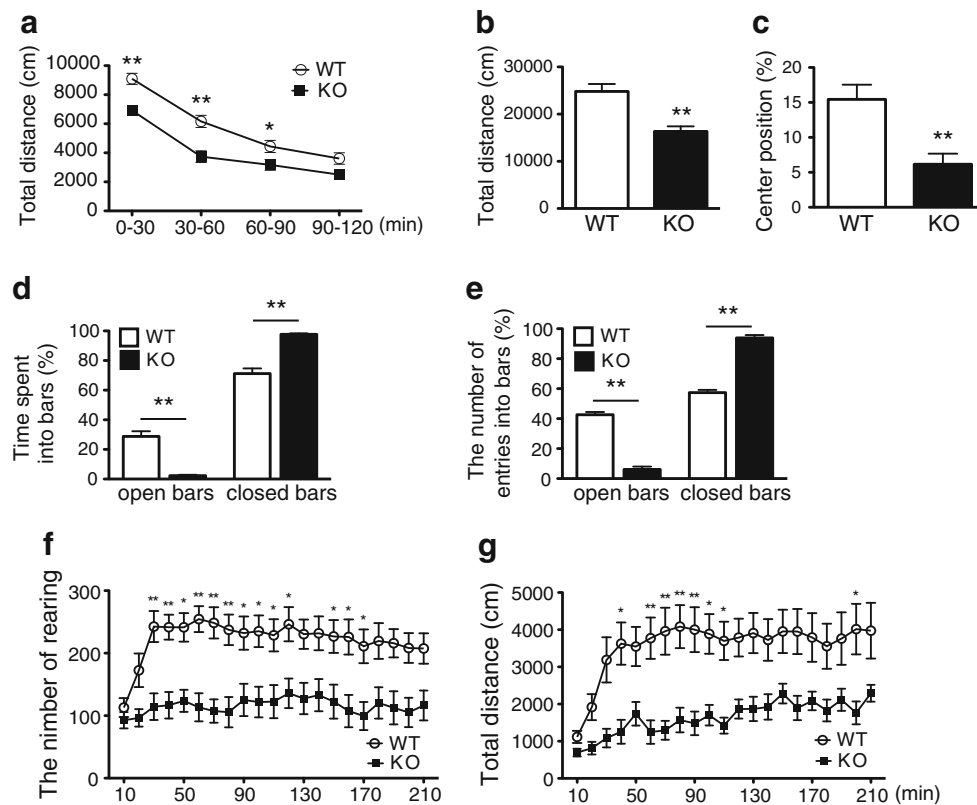 a
Total distance (cm)
10000
8000
6000
4000
2000
0
**
**
*
WT
KO
0-30 30-60 60-90 90-120 (min)
b
Total distance (cm)
30000
20000
10000
0
**
WT KO
c
Center position (%)
20
15
10
5
0
**
WT KO
d
Time spent
into bars (%)
100
80
60
40
20
0
WT
KO
**
**
open bars closed bars
e
The number of
entries into bars (%)
100
80
60
40
20
0
WT
KO
**
**
open bars closed bars
f
The nimber of rearing
300
200
100
0
** ** * ** ** ** * * * * * * *
WT
KO
10 50 90 130 170 210
g
Total distance (cm)
5000
4000
3000
2000
1000
0
* ** ** ** ** * * *
WT
KO
10 50 90 130 170 210 (min)